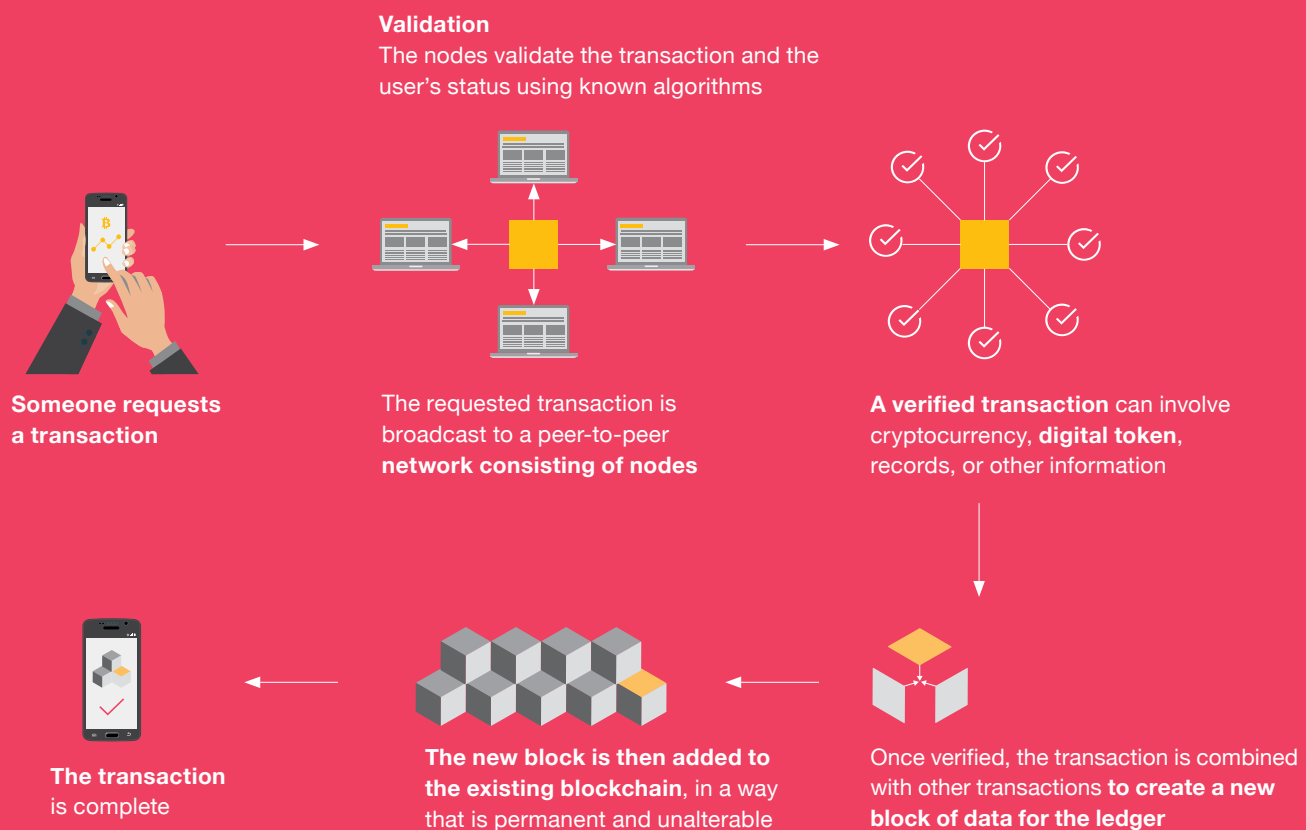 Validation
The nodes validate the transaction and the
user’s status using known algorithms
Someone requests
a transaction
The requested transaction is
broadcast to a peer-to-peer
network consisting of nodes
A verified transaction can involve
cryptocurrency, digital token,
records, or other information
Once verified, the transaction is combined
with other transactions to create a new
block of data for the ledger
The new block is then added to
the existing blockchain, in a way
that is permanent and unalterable
The transaction
is complete